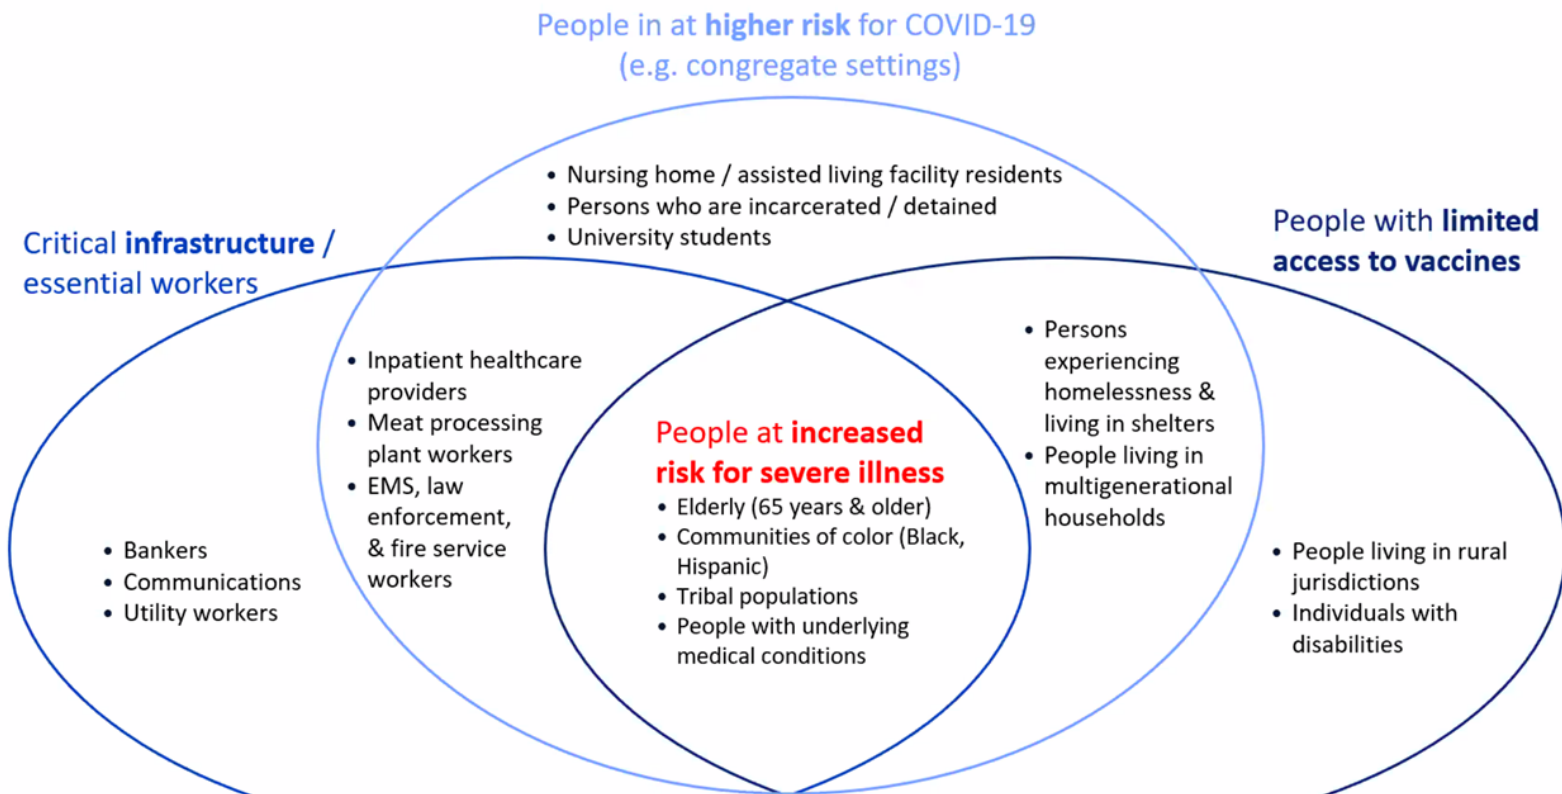 People in at higher risk for COVID-19
(e.g. congregate settings)
• Nursing home / assisted living facility residents
• Persons who are incarcerated / detained
• University students
Critical infrastructure /
essential workers
People with limited
access to vaccines
• Inpatient healthcare
providers
• Meat processing
plant workers
• EMS, law
enforcement,
& fire service
workers
• Persons
experiencing
homelessness &
living in shelters
• People living in
multigenerational
households
People at increased
risk for severe illness
• Elderly (65 years & older)
• Communities of color (Black,
Hispanic)
• Tribal populations
• People with underlying
medical conditions
• Bankers
• Communications
• Utility workers
• People living in rural
jurisdictions
• Individuals with
disabilities